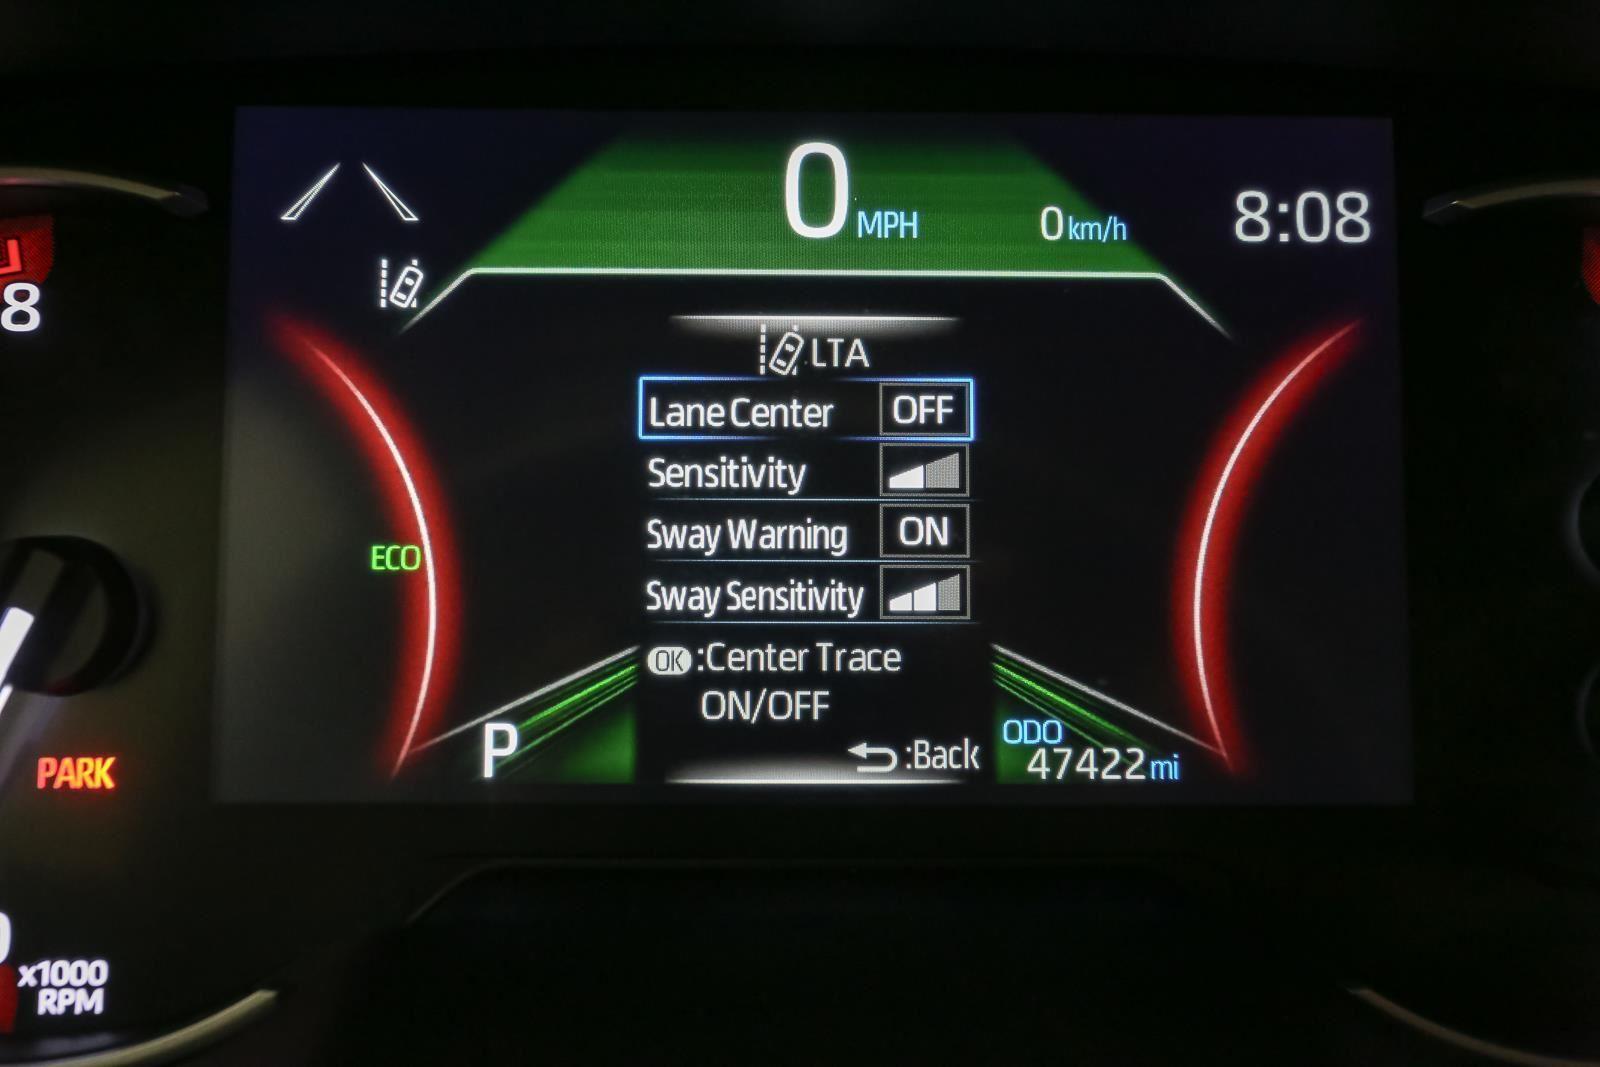 0 MPH
0 km/h
8:08
8
LTA
Lane Center OFF
Sensitivity
Sway Warning ON
Sway Sensitivity
OK :Center Trace
ON/OFF
:Back
ECO
P
ODO
47422 mi
PARK
x1000
RPM